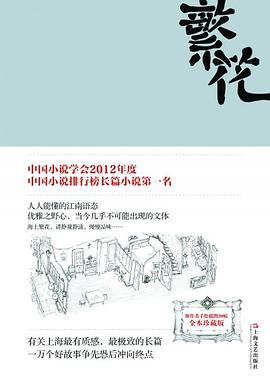 繁花
中国小说学会2012年度
中国小说排行榜长篇小说第一名
人人能懂的江南语态
优雅之野心，当今几乎不可能出现的文体
海上繁花，请静观静读，慢慢品味……
附作者手绘插图20幅
全本珍藏版
有关上海最有质感，最极致的长篇
一万个好故事争先恐后冲向终点
上海文艺出版社